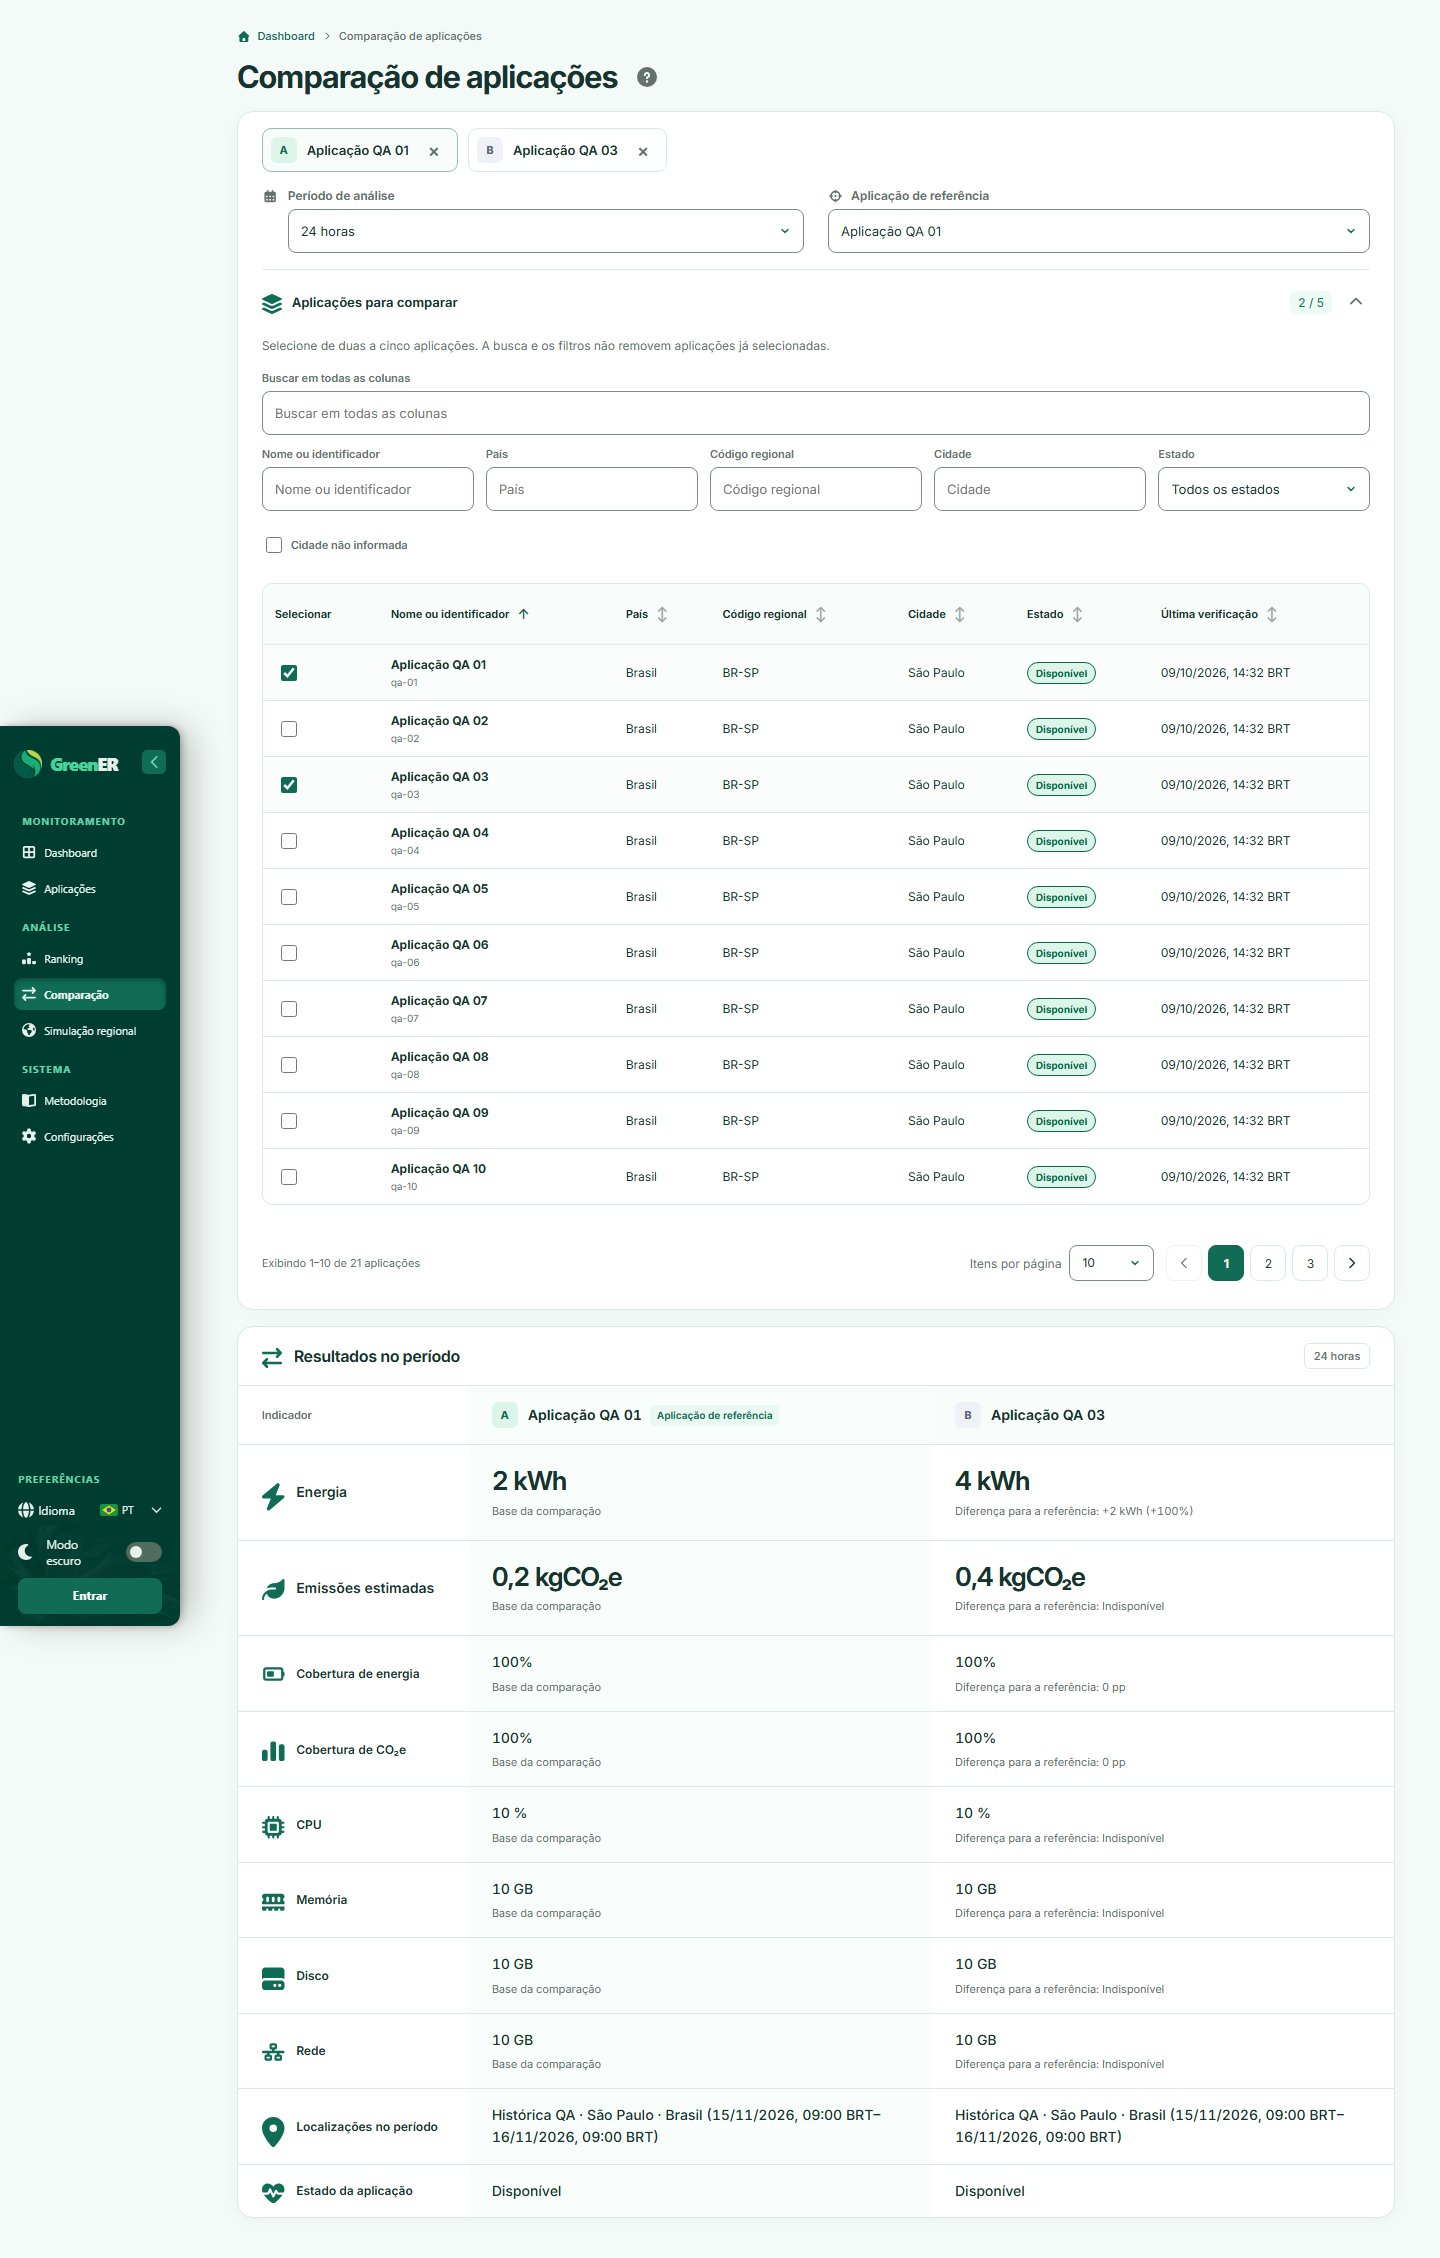 Dashboard > Comparação de aplicações
Comparação de aplicações ?
A Aplicação QA 01 × B Aplicação QA 03 ×
Período de análise
24 horas
Aplicação de referência
Aplicação QA 01
Aplicações para comparar 2 / 5
Selecione de duas a cinco aplicações. A busca e os filtros não removem aplicações já selecionadas.
Buscar em todas as colunas
Buscar em todas as colunas
Nome ou identificador País Código regional Cidade Estado
Nome ou identificador País Código regional Cidade Todos os estados
Cidade não informada
Selecionar Nome ou identificador País Código regional Cidade Estado Última verificação
Aplicação QA 01 Brasil BR-SP São Paulo Disponível 09/10/2026, 14:32 BRT
qa-01
Aplicação QA 02 Brasil BR-SP São Paulo Disponível 09/10/2026, 14:32 BRT
qa-02
Aplicação QA 03 Brasil BR-SP São Paulo Disponível 09/10/2026, 14:32 BRT
qa-03
Aplicação QA 04 Brasil BR-SP São Paulo Disponível 09/10/2026, 14:32 BRT
qa-04
Aplicação QA 05 Brasil BR-SP São Paulo Disponível 09/10/2026, 14:32 BRT
qa-05
Aplicação QA 06 Brasil BR-SP São Paulo Disponível 09/10/2026, 14:32 BRT
qa-06
Aplicação QA 07 Brasil BR-SP São Paulo Disponível 09/10/2026, 14:32 BRT
qa-07
Aplicação QA 08 Brasil BR-SP São Paulo Disponível 09/10/2026, 14:32 BRT
qa-08
Aplicação QA 09 Brasil BR-SP São Paulo Disponível 09/10/2026, 14:32 BRT
qa-09
Aplicação QA 10 Brasil BR-SP São Paulo Disponível 09/10/2026, 14:32 BRT
qa-10
Exibindo 1–10 de 21 aplicações Itens por página 10 1 2 3
GreenER
MONITORAMENTO
Dashboard
Aplicações
ANÁLISE
Ranking
Comparação
Simulação regional
SISTEMA
Metodologia
Configurações
PREFERÊNCIAS
Idioma PT
Modo
escuro
Entrar
Resultados no período 24 horas
Indicador A Aplicação QA 01 Aplicação de referência B Aplicação QA 03
Energia 2 kWh 4 kWh
Base da comparação Diferença para a referência: +2 kWh (+100%)
Emissões estimadas 0,2 kgCO₂e 0,4 kgCO₂e
Base da comparação Diferença para a referência: Indisponível
Cobertura de energia 100% 100%
Base da comparação Diferença para a referência: 0 pp
Cobertura de CO₂e 100% 100%
Base da comparação Diferença para a referência: 0 pp
CPU 10 % 10 %
Base da comparação Diferença para a referência: Indisponível
Memória 10 GB 10 GB
Base da comparação Diferença para a referência: Indisponível
Disco 10 GB 10 GB
Base da comparação Diferença para a referência: Indisponível
Rede 10 GB 10 GB
Base da comparação Diferença para a referência: Indisponível
Localizações no período
Histórica QA · São Paulo · Brasil (15/11/2026, 09:00 BRT–
16/11/2026, 09:00 BRT)
Histórica QA · São Paulo · Brasil (15/11/2026, 09:00 BRT–
16/11/2026, 09:00 BRT)
Estado da aplicação Disponível Disponível